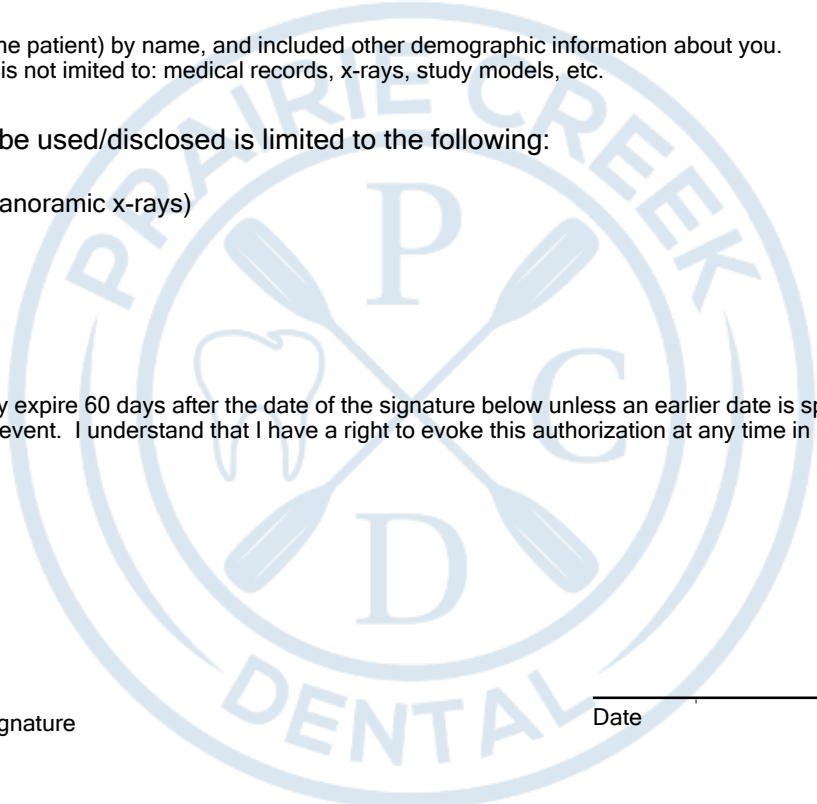 ne patient) by name, and included other demographic information about you.
is not imited to: medical records, x-rays, study models, etc.
be used/disclosed is limited to the following:
anoramic x-rays)
y expire 60 days after the date of the signature below unless an earlier date is sp
event.  I understand that I have a right to evoke this authorization at any time in
gnature
Date
PRAIRIE CREEK
P
C
D
DENTAL